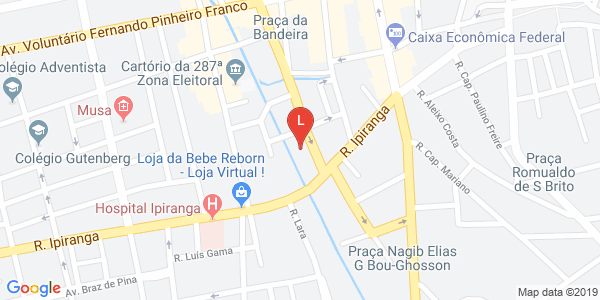 Av. Voluntário Fernando Pinheiro Franco
Praça da
Bandeira
Caixa Econômica Federal
olégio Adventista
Cartório da 287ª
Zona Eleitoral
Musa
R. Cap. Paulino Freire
R. Aleixo Costa
L
R. Ipiranga
Colégio Gutenberg
Loja da Bebe Reborn
- Loja Virtual !
R. Cap. Mariano
Praça
Romualdo
de S Brito
Hospital Ipiranga
R. Lara
R. Ipiranga
R. Luís Gama
Praça Nagib Elias
G Bou-Ghosson
Google
Av. Braz de Pina
Map data ©2019